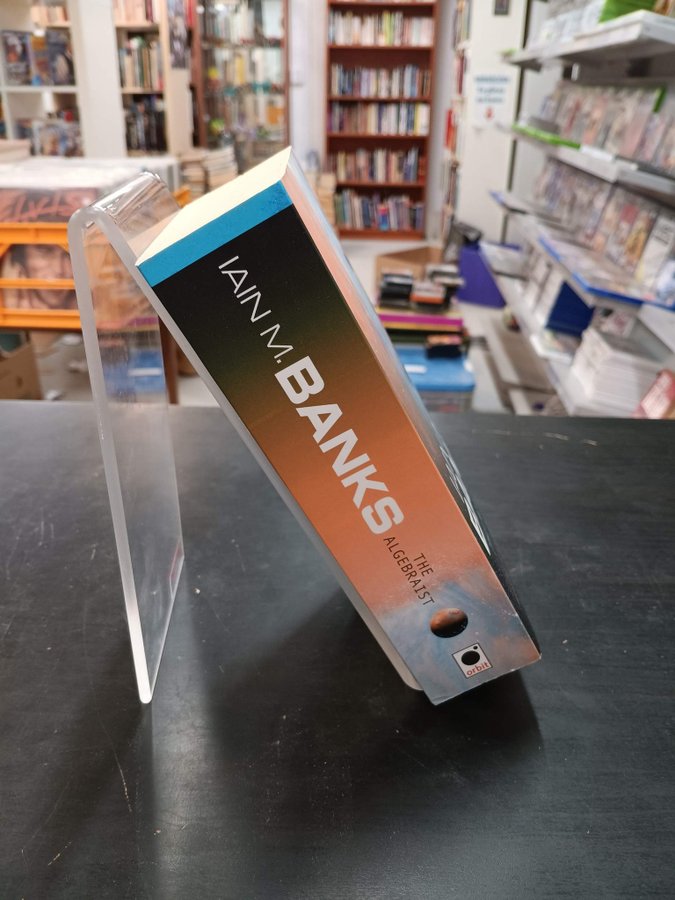 IAIN M.
BANKS
THE
ALGEBRAIST
orbit